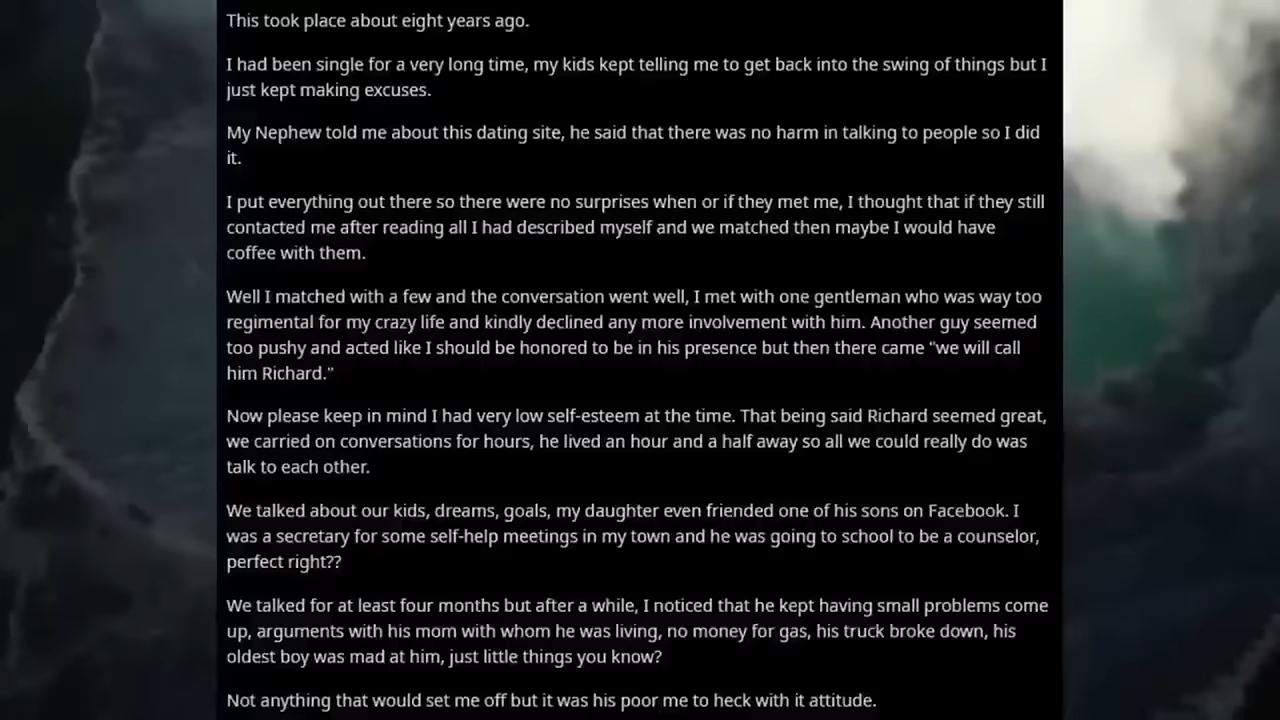 This took place about eight years ago.
I had been single for a very long time, my kids kept telling me to get back into the swing of things but I
just kept making excuses.
My Nephew told me about this dating site, he said that there was no harm in talking to people so I did
it.
I put everything out there so there were no surprises when or if they met me, I thought that if they still
contacted me after reading all I had described myself and we matched then maybe I would have
coffee with them.
Well I matched with a few and the conversation went well, I met with one gentleman who was way too
regimental for my crazy life and kindly declined any more involvement with him. Another guy seemed
too pushy and acted like I should be honored to be in his presence but then there came "we will call
him Richard."
Now please keep in mind I had very low self-esteem at the time. That being said Richard seemed great,
we carried on conversations for hours, he lived an hour and a half away so all we could really do was
talk to each other.
We talked about our kids, dreams, goals, my daughter even friended one of his sons on Facebook. I
was a secretary for some self-help meetings in my town and he was going to school to be a counselor,
perfect right??
We talked for at least four months but after a while, I noticed that he kept having small problems come
up, arguments with his mom with whom he was living, no money for gas, his truck broke down, his
oldest boy was mad at him, just little things you know?
Not anything that would set me off but it was his poor me to heck with it attitude.